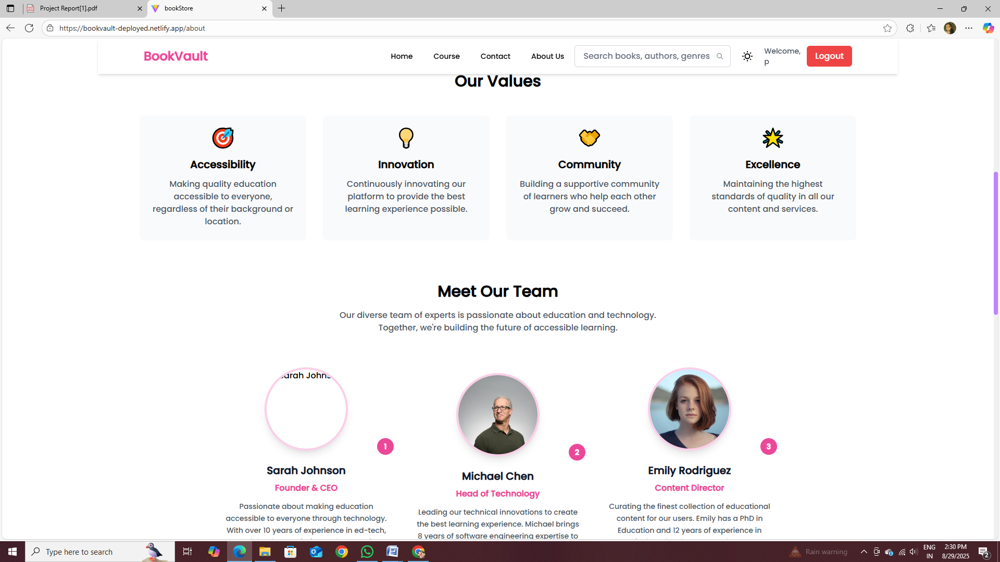 Project Report[1].pdf
bookStore
https://bookvault-deployed.netlify.app/about
BookVault
Home
Course
Contact
About Us
Search books, authors, genres
Welcome,
p
Logout
Our Values
Accessibility
Making quality education
accessible to everyone,
regardless of their background or
location.
Innovation
Continuously innovating our
platform to provide the best
learning experience possible.
Community
Building a supportive community
of learners who help each other
grow and succeed.
Excellence
Maintaining the highest
standards of quality in all our
content and services.
Meet Our Team
Our diverse team of experts is passionate about education and technology.
Together, we're building the future of accessible learning.
arah Johns
1
Sarah Johnson
Founder & CEO
Passionate about making education
accessible to everyone through technology.
With over 10 years of experience in ed-tech,
2
Michael Chen
Head of Technology
Leading our technical innovations to create
the best learning experience. Michael brings
8 years of software engineering expertise to
3
Emily Rodriguez
Content Director
Curating the finest collection of educational
content for our users. Emily has a PhD in
Education and 12 years of experience in
Type here to search
Rain warning
ENG
IN
2:30 PM
8/29/2025
2